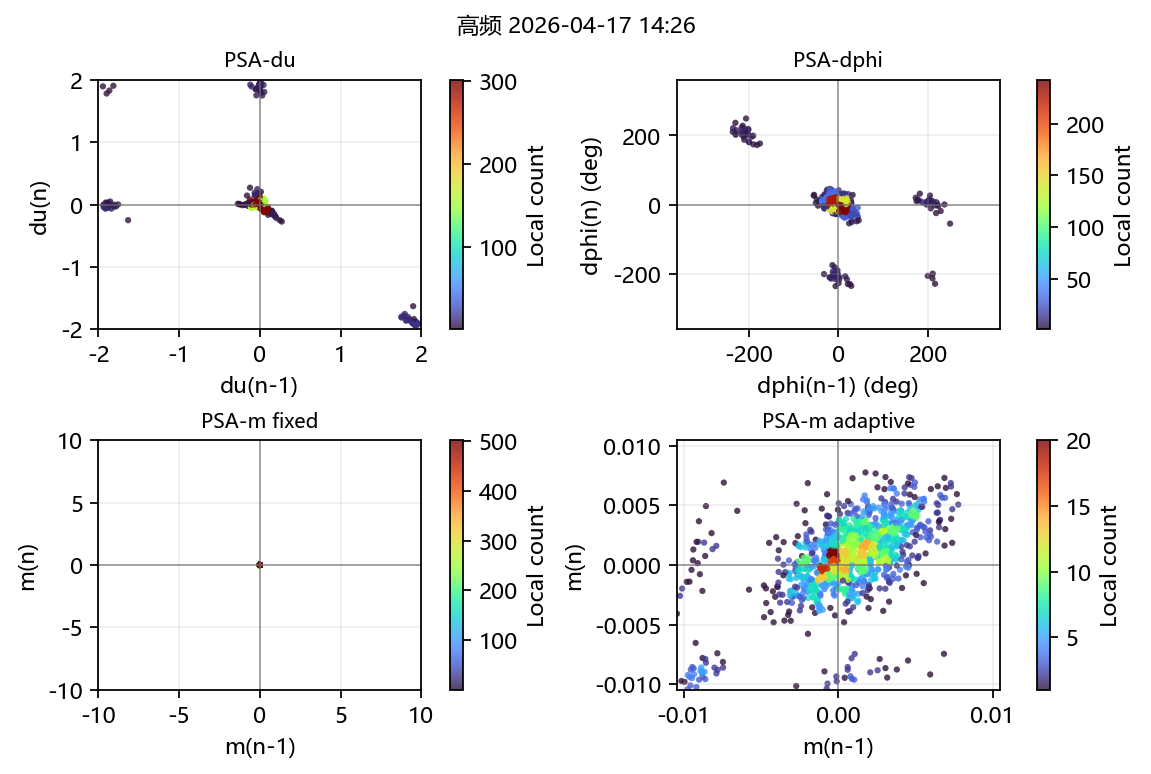 高频 2026-04-17 14:26
PSA-du
2
1
0
-1
-2
-2
-1
0
1
2
du(n)
du(n-1)
300
200
100
Local count
PSA-dphi
200
0
-200
-200
0
200
dphi(n) (deg)
dphi(n-1) (deg)
200
150
100
50
Local count
PSA-m fixed
10
5
0
-5
-10
-10
-5
0
5
10
m(n)
m(n-1)
500
400
300
200
100
Local count
PSA-m adaptive
0.010
0.005
0.000
-0.005
-0.010
-0.01
0.00
0.01
m(n)
m(n-1)
20
15
10
5
Local count